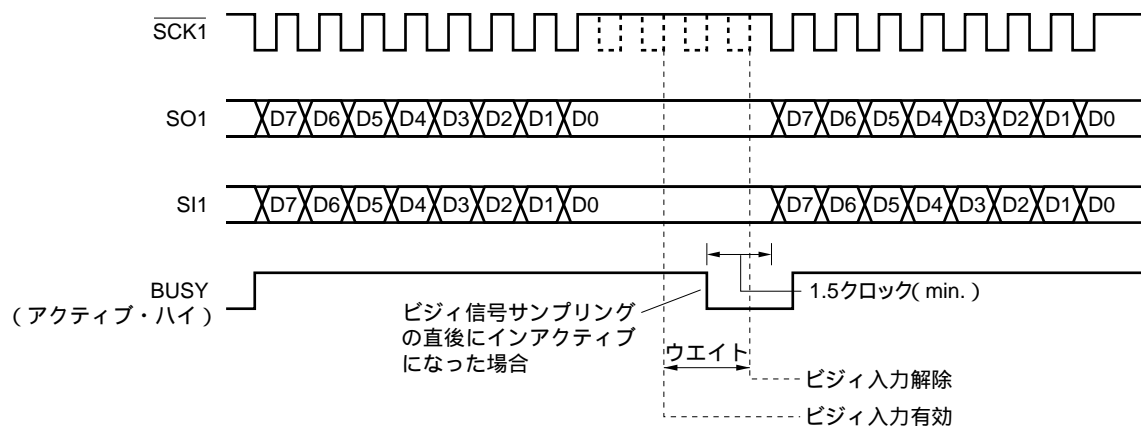 SCK1
SO1 D7 D6 D5 D4 D3 D2 D1 D0 D7 D6 D5 D4 D3 D2 D1 D0
SI1 D7 D6 D5 D4 D3 D2 D1 D0 D7 D6 D5 D4 D3 D2 D1 D0
BUSY
(アクティブ・ハイ)
1.5クロック(min.)
ビジィ信号サンプリング
の直後にインアクティブ
になった場合
ウエイト
ビジィ入力解除
ビジィ入力有効